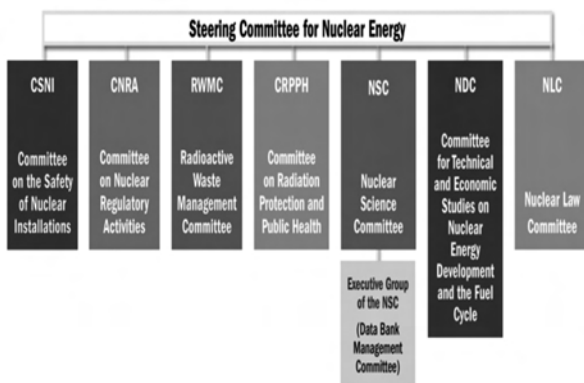 Steering Committee for Nuclear Energy
CSNI
Committee
on the Safety
of Nuclear
Installations
CNRA
Committee
on Nuclear
Regulatory
Activities
RWMC
Radioactive
Waste
Management
Committee
CRPPH
Committee
on Radiation
Protection and
Public Health
NSC
Nuclear
Science
Committee
Executive Group
of the NSC
(Data Bank
Management
Committee)
NDC
Committee
for Technical
and Economic
Studies on
Nuclear
Energy
Development
and the Fuel
Cycle
NLC
Nuclear Law
Committee